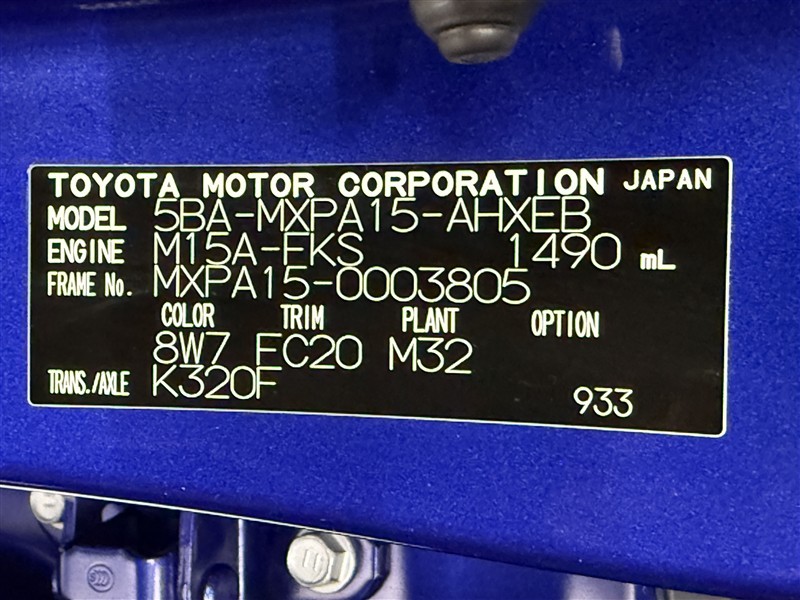 TOYOTA MOTOR CORPORATION JAPAN
MODEL 5BA-MXPA15-AHXEB
ENGINE M15A-FKS 1490 mL
FRAME No. MXPA15-0003805
COLOR TRIM PLANT OPTION
8W7 FC20 M32
TRANS./AXLE K320F
933